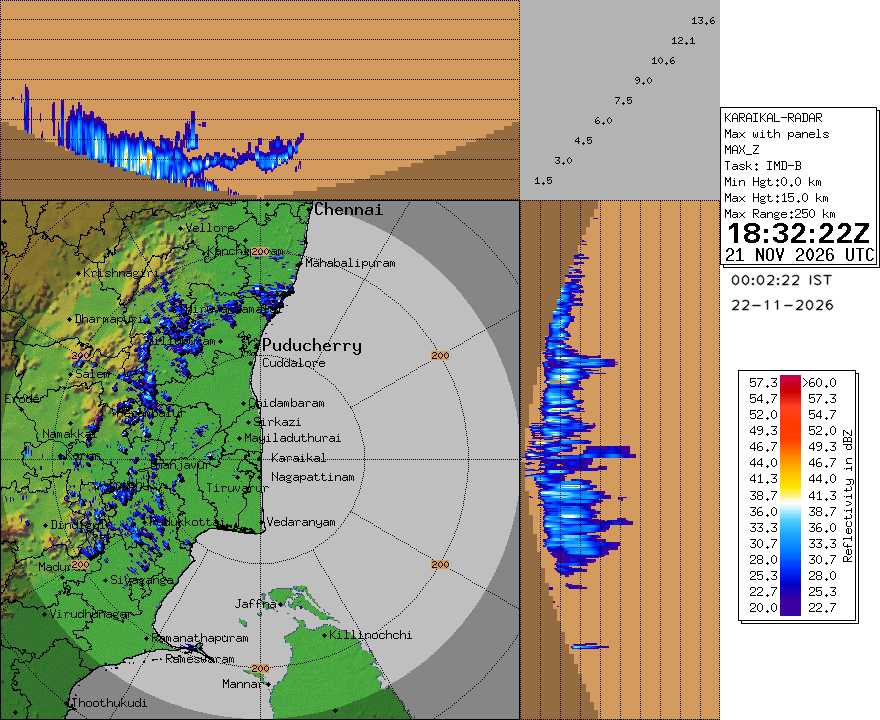 13.6
12.1
10.6
9.0
7.5
6.0
4.5
3.0
1.5
KARAIKAL-RADAR
Max with panels
MAX_Z
Task: IMD-B
Min Hgt:0.0 km
Max Hgt:15.0 km
Max Range:250 km
18:32:22Z
21 NOV 2026 UTC
00:02:22 IST
22-11-2026
Chennai
Vellore
200
Mahabalipuram
Krishnagiri
Dharmapuri
Puducherry
200
200
Cuddalore
Salem
Erode
Chidambaram
Sirkazi
Namakkal
Mayiladuthurai
Karaikal
Nagapattinam
Tiruvarur
Pudukkottai
Vedaranyam
200
200
Sivaganga
Jaffna
Virudhunagar
Killinochchi
Ramanathapuram
Rameswaram
200
Mannar
Thoothukudi
57.3 >60.0
54.7 57.3
52.0 54.7
49.3 52.0
46.7 49.3
44.0 46.7
41.3 44.0
38.7 41.3
36.0 38.7
33.3 36.0
30.7 33.3
28.0 30.7
25.3 28.0
22.7 25.3
20.0 22.7
Reflectivity in dBZ